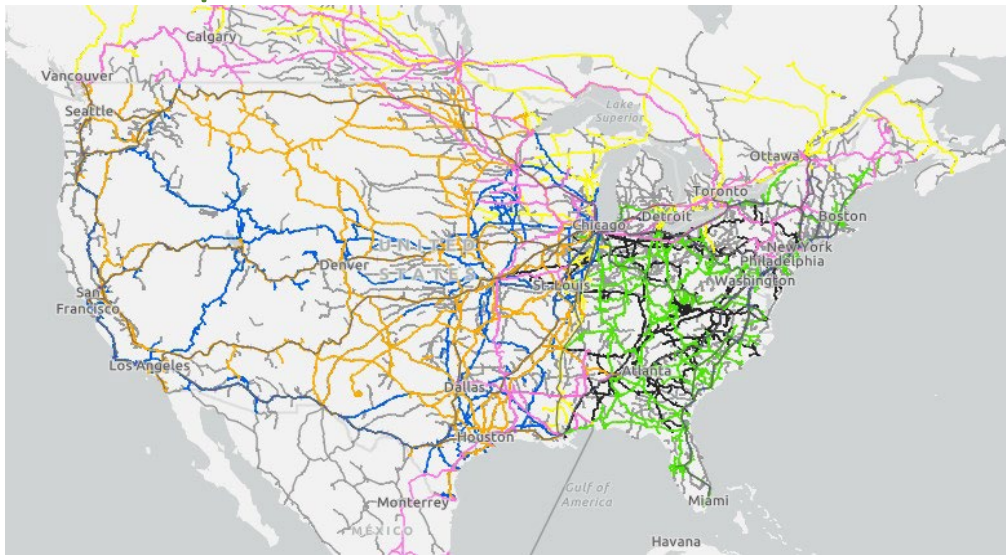 Calgary
Vancouver
Seattle
Lake
Superior
Ottawa
Toronto
Detroit
Boston
Chicago
New York
Philadelphia
UNITED
STATES
Denver
St. Louis
Washington
San
Francisco
Los Angeles
Atlanta
Dallas
Houston
Gulf of
America
Monterrey
Miami
MÉXICO
Havana